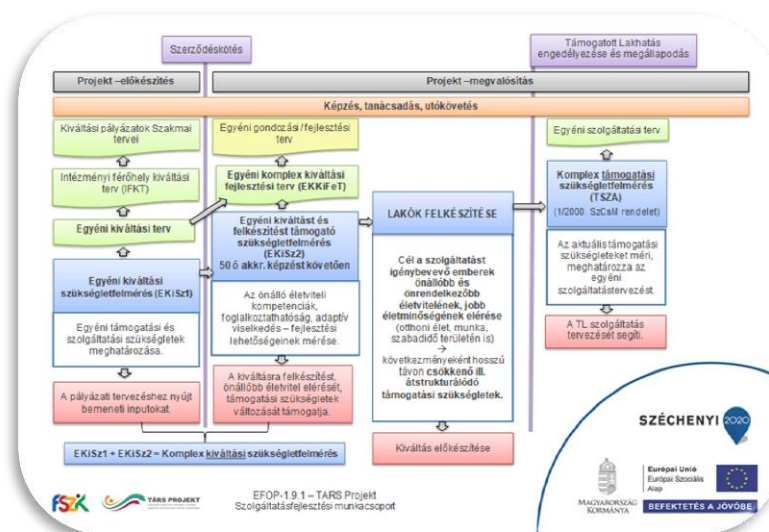 Szerződéskötés
Támogatott Lakhatás
engedélyezése és megállapodás
Projekt –előkészítés
Projekt –megvalósítás
Képzés, tanácsadás, utókövetés
Kiváltási pályázatok Szakmai
tervei
Intézményi férőhely kiváltási
terv (IFKT)
Egyéni kiváltási terv
Egyéni kiváltási
szükségletfelmérés (EKiSz1)
Egyéni támogatási és
szolgáltatási szükségletek
meghatározása.
A pályázati tervezéshez nyújt
bemeneti inputokat.
Egyéni gondozási /fejlesztési
terv
Egyéni komplex kiváltási
fejlesztési terv (EKKiFeT)
Egyéni kiváltást és
felkészítést támogató
szükségletfelmérés
(EKiSz2)
50 ó akkr. képzést követően
Az önálló életviteli
kompetenciák,
foglalkoztathatóság, adaptív
viselkedés – fejlesztési
lehetőségeinek mérése.
A kiváltásra felkészítést,
önállóbb életvitel elérését,
támogatási szükségletek
változását támogatja.
LAKÓK FELKÉSZÍTÉSE
Cél a szolgáltatást
igénybevevő emberek
önállóbb és
önrendelkezőbb
életvitelének, jobb
életminőségének elérése
(otthoni élet, munka,
szabadidő területén is)
→
következményeként hosszú
távon csökkenő ill.
átstrukturálódó
támogatási szükségletek.
Kiváltás előkészítése
Egyéni szolgáltatási terv
Komplex támogatási
szükségletfelmérés
(TSZA)
(1/2000. SzCsM rendelet)
Az aktuális támogatási
szükségleteket méri,
meghatározza az
egyéni
szolgáltatástervezést.
A TL szolgáltatás
tervezését segíti.
EKiSz1 + EKiSz2 = Komplex kiváltási szükségletfelmérés
EFOP-1.9.1 – TARS Projekt
Szolgáltatásfejlesztési munkacsoport
FSZK
TÁRS PROJEKT
SZÉCHENYI 2020
MAGYARORSZÁG
KORMÁNYA
Európai Unió
Európai Szociális
Alap
BEFEKTETÉS A JÖVŐBE